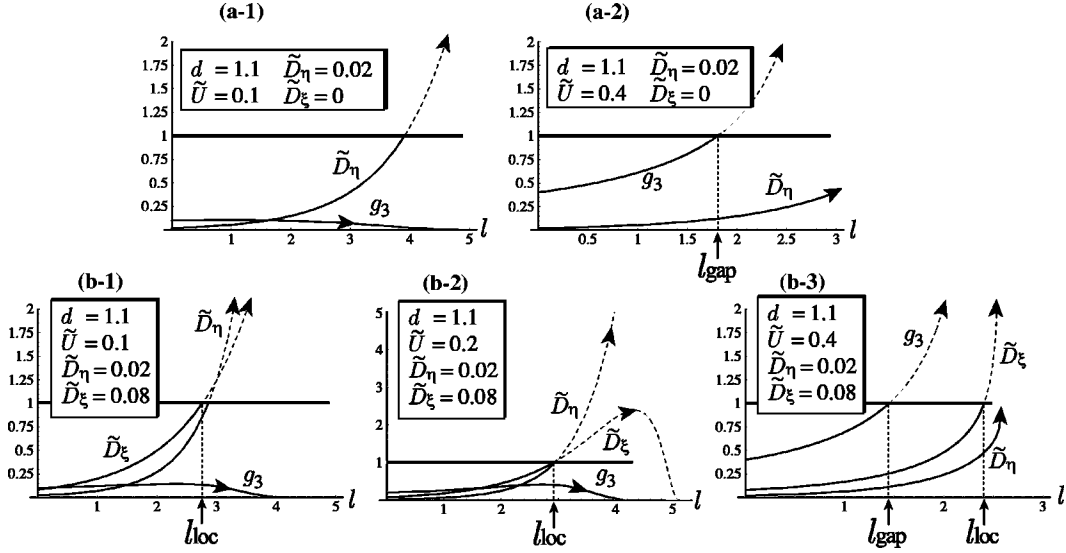 (a-1)
2
1.75
1.5
1.25
1
0.75
0.5
0.25
d = 1.1 D̃η = 0.02
Ũ = 0.1 D̃ξ = 0
D̃η
g3
1 2 3 4 5 l
(a-2)
2
1.75
1.5
1.25
1
0.75
0.5
0.25
d = 1.1 D̃η = 0.02
Ũ = 0.4 D̃ξ = 0
g3
D̃η
0.5 1 1.5 2 2.5 3 l
lgap
(b-1)
2
1.75
1.5
1.25
1
0.75
0.5
0.25
d = 1.1
Ũ = 0.1
D̃η = 0.02
D̃ξ = 0.08
D̃η
D̃ξ
g3
1 2 3 4 5 l
lloc
(b-2)
5
4
3
2
1
d = 1.1
Ũ = 0.2
D̃η = 0.02
D̃ξ = 0.08
D̃η
D̃ξ
g3
1 2 3 4 5 l
lloc
(b-3)
2
1.75
1.5
1.25
1
0.75
0.5
0.25
d = 1.1
Ũ = 0.4
D̃η = 0.02
D̃ξ = 0.08
g3
D̃ξ
D̃η
1 2 3 l
lgap lloc